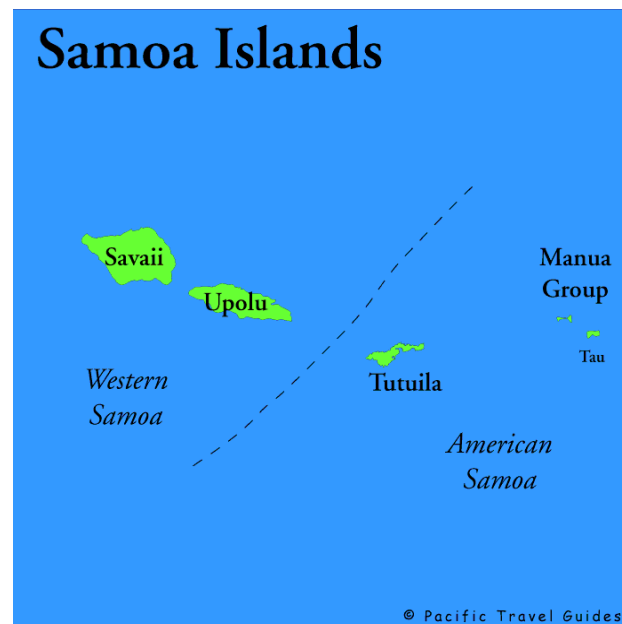 Samoa Islands
Savaii
Upolu
Manua
Group
Tau
Tutuila
Western
Samoa
American
Samoa
© Pacific Travel Guides